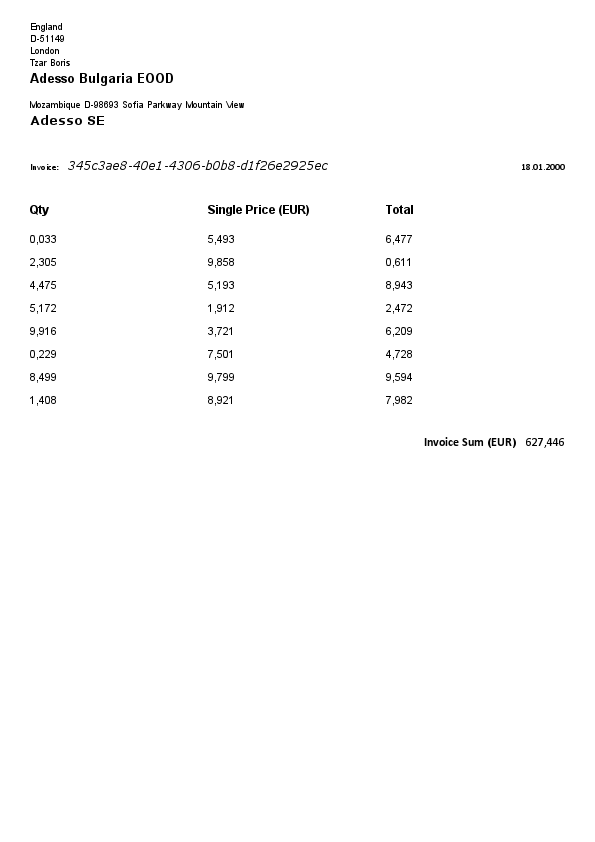 England
D-51149
London
Tzar Boris
Adesso Bulgaria EOOD
Mozambique D-98693 Sofia Parkway Mountain View
Adesso SE
Invoice: 345c3ae8-40e1-4306-b0b8-d1f26e2925ec 18.01.2000
Qty Single Price (EUR) Total
0,033 5,493 6,477
2,305 9,858 0,611
4,475 5,193 8,943
5,172 1,912 2,472
9,916 3,721 6,209
0,229 7,501 4,728
8,499 9,799 9,594
1,408 8,921 7,982
Invoice Sum (EUR) 627,446